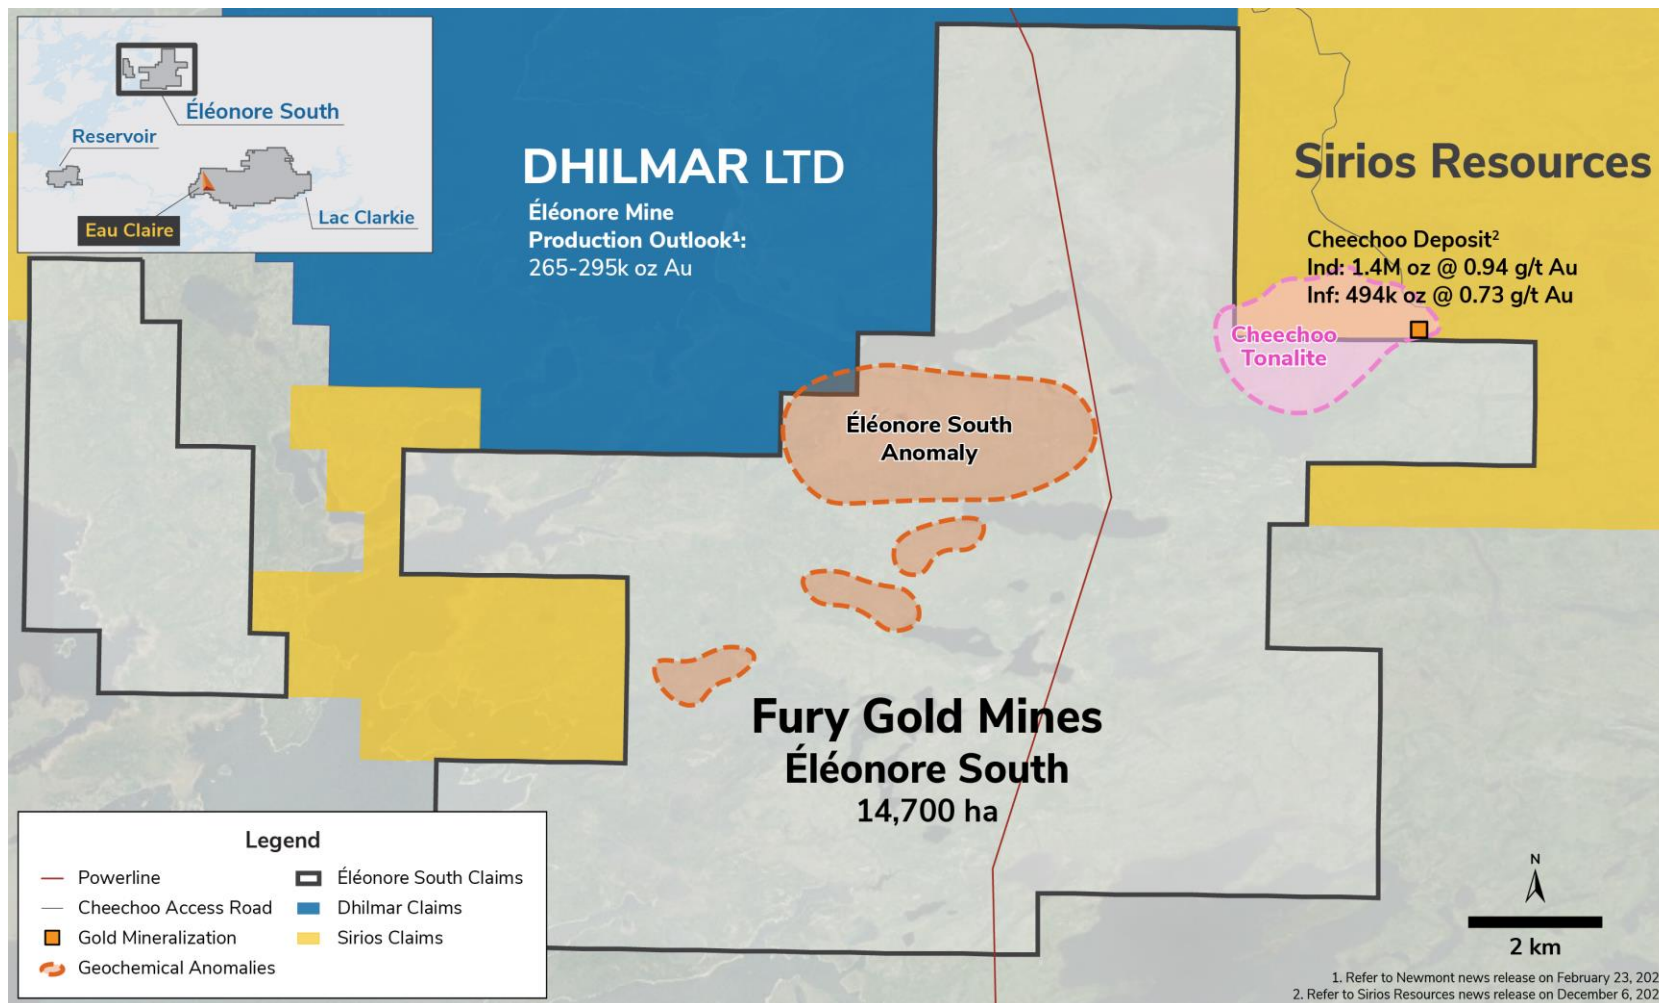 Éléonore South
Reservoir
Eau Claire
Lac Clarkie
DHILMAR LTD
Éléonore Mine
Production Outlook¹:
265-295k oz Au
Sirios Resources
Cheechoo Deposit²
Ind: 1.4M oz @ 0.94 g/t Au
Inf: 494k oz @ 0.73 g/t Au
Cheechoo
Tonalite
Éléonore South
Anomaly
Fury Gold Mines
Éléonore South
14,700 ha
Legend
Powerline
Cheechoo Access Road
Gold Mineralization
Geochemical Anomalies
Éléonore South Claims
Dhilmar Claims
Sirios Claims
N
2 km
1. Refer to Newmont news release on February 23, 202
2. Refer to Sirios Resources news release on December 6, 202